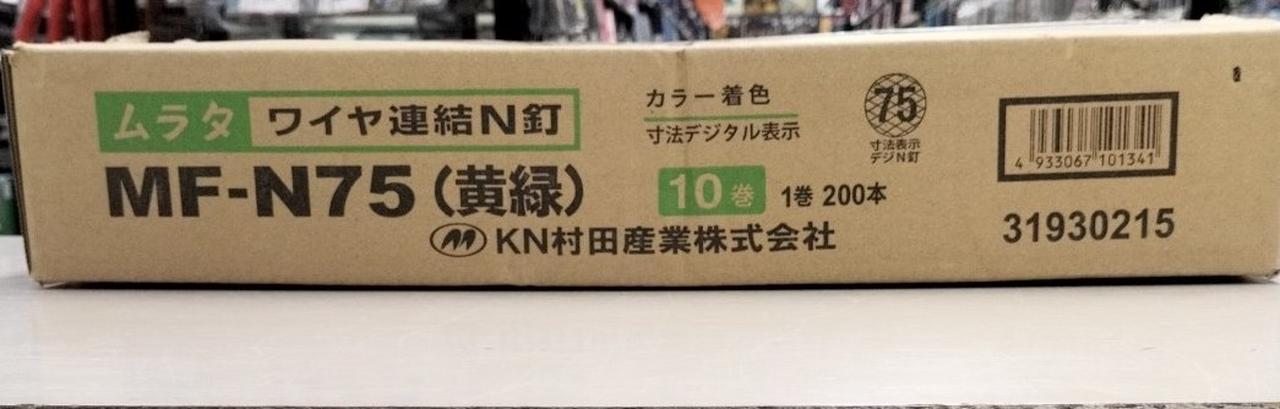 ムラタ ワイヤ連結N釘
MF-N75(黄緑)
カラー着色
寸法デジタル表示
10巻 1巻 200本
KN村田産業株式会社
75
寸法表示
デジN釘
4 933067 101341
31930215